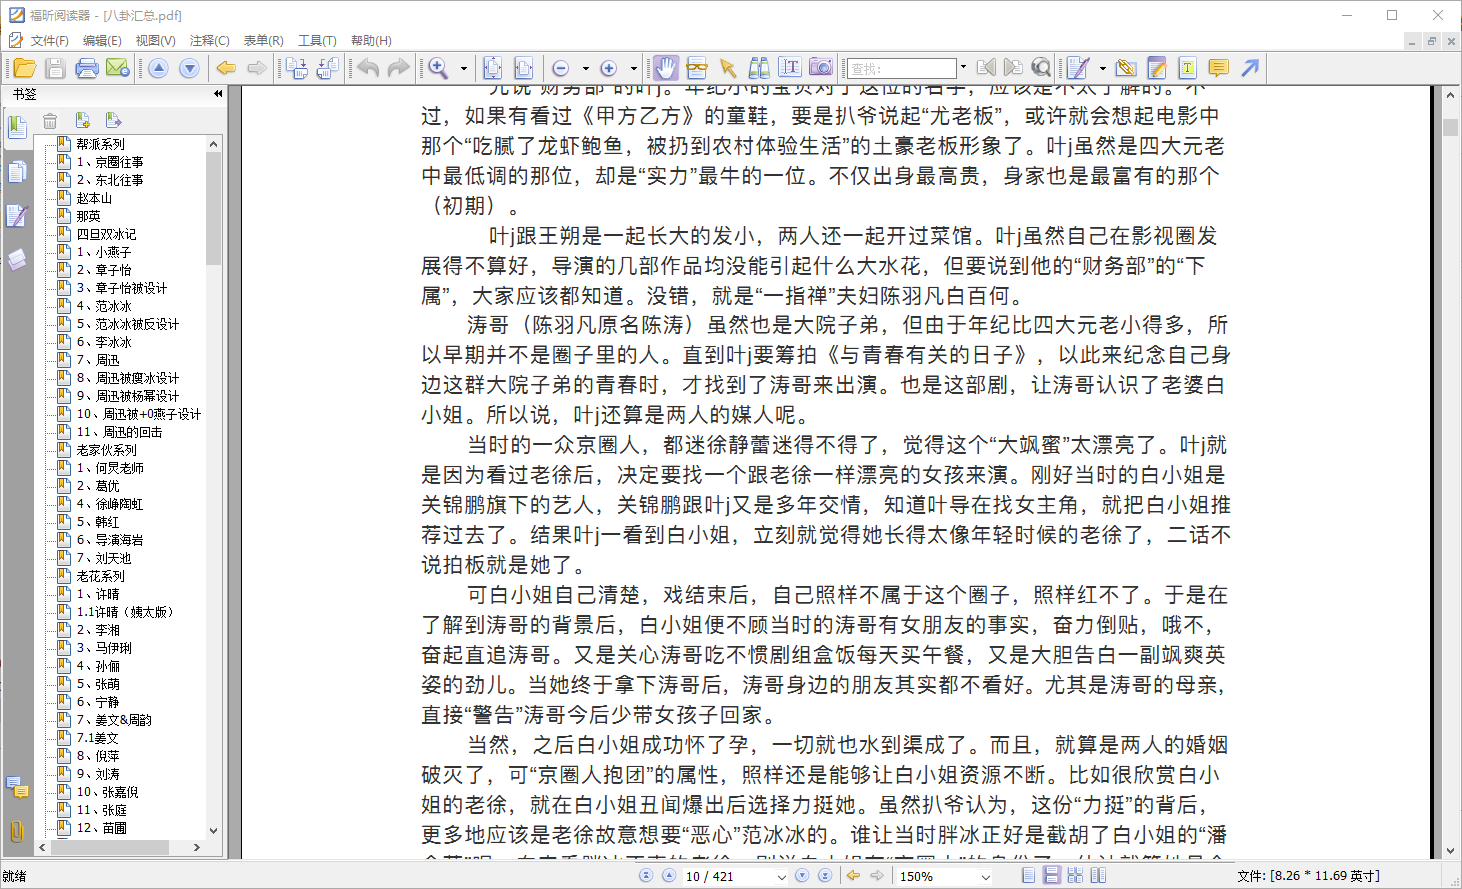 福昕阅读器 - [八卦汇总.pdf]
文件(F) 编辑(E) 视图(V) 注释(C) 表单(R) 工具(T) 帮助(H)
查找:
书签
帮派系列
1、京圈往事
2、东北往事
赵本山
那英
四旦双冰记
1、小燕子
2、章子怡
3、章子怡被设计
4、范冰冰
5、范冰冰被反设计
6、李冰冰
7、周迅
8、周迅被瘦冰设计
9、周迅被杨幂设计
10、周迅被+0燕子设计
11、周迅的回击
老家伙系列
1、何炅老师
2、葛优
4、徐峥陶虹
5、韩红
6、导演海岩
7、刘天池
老花系列
1、许晴
1.1许晴（姨太版）
2、李湘
3、马伊琍
4、孙俪
5、张萌
6、宁静
7、姜文&周韵
7.1姜文
8、倪萍
9、刘涛
10、张嘉倪
11、张庭
12、苗圃
先说“财务部”的叶j。年纪小的宝贝对于这位的名字，应该是不太了解的。不
过，如果有看过《甲方乙方》的童鞋，要是扒爷说起“尤老板”，或许就会想起电影中
那个“吃腻了龙虾鲍鱼，被扔到农村体验生活”的土豪老板形象了。叶j虽然是四大元老
中最低调的那位，却是“实力”最牛的一位。不仅出身最高贵，身家也是最富有的那个
（初期）。
叶j跟王朔是一起长大的发小，两人还一起开过菜馆。叶j虽然自己在影视圈发
展得不算好，导演的几部作品均没能引起什么大水花，但要说到他的“财务部”的“下
属”，大家应该都知道。没错，就是“一指禅”夫妇陈羽凡白百何。
涛哥（陈羽凡原名陈涛）虽然也是大院子弟，但由于年纪比四大元老小得多，所
以早期并不是圈子里的人。直到叶j要筹拍《与青春有关的日子》，以此来纪念自己身
边这群大院子弟的青春时，才找到了涛哥来出演。也是这部剧，让涛哥认识了老婆白
小姐。所以说，叶j还算是两人的媒人呢。
当时的一众京圈人，都迷徐静蕾迷得不得了，觉得这个“大飒蜜”太漂亮了。叶j就
是因为看过老徐后，决定要找一个跟老徐一样漂亮的女孩来演。刚好当时的白小姐是
关锦鹏旗下的艺人，关锦鹏跟叶j又是多年交情，知道叶导在找女主角，就把白小姐推
荐过去了。结果叶j一看到白小姐，立刻就觉得她长得太像年轻时候的老徐了，二话不
说拍板就是她了。
可白小姐自己清楚，戏结束后，自己照样不属于这个圈子，照样红不了。于是在
了解到涛哥的背景后，白小姐便不顾当时的涛哥有女朋友的事实，奋力倒贴，哦不，
奋起直追涛哥。又是关心涛哥吃不惯剧组盒饭每天买午餐，又是大胆告白一副飒爽英
姿的劲儿。当她终于拿下涛哥后，涛哥身边的朋友其实都不看好。尤其是涛哥的母亲，
直接“警告”涛哥今后少带女孩子回家。
当然，之后白小姐成功怀了孕，一切就也水到渠成了。而且，就算是两人的婚姻
破灭了，可“京圈人抱团”的属性，照样还是能够让白小姐资源不断。比如很欣赏白小
姐的老徐，就在白小姐丑闻爆出后选择力挺她。虽然扒爷认为，这份“力挺”的背后，
更多地应该是老徐故意想要“恶心”范冰冰的。谁让当时胖冰正好是截胡了白小姐的“潘
就绪
10 / 421
150%
文件: [8.26 * 11.69 英寸]